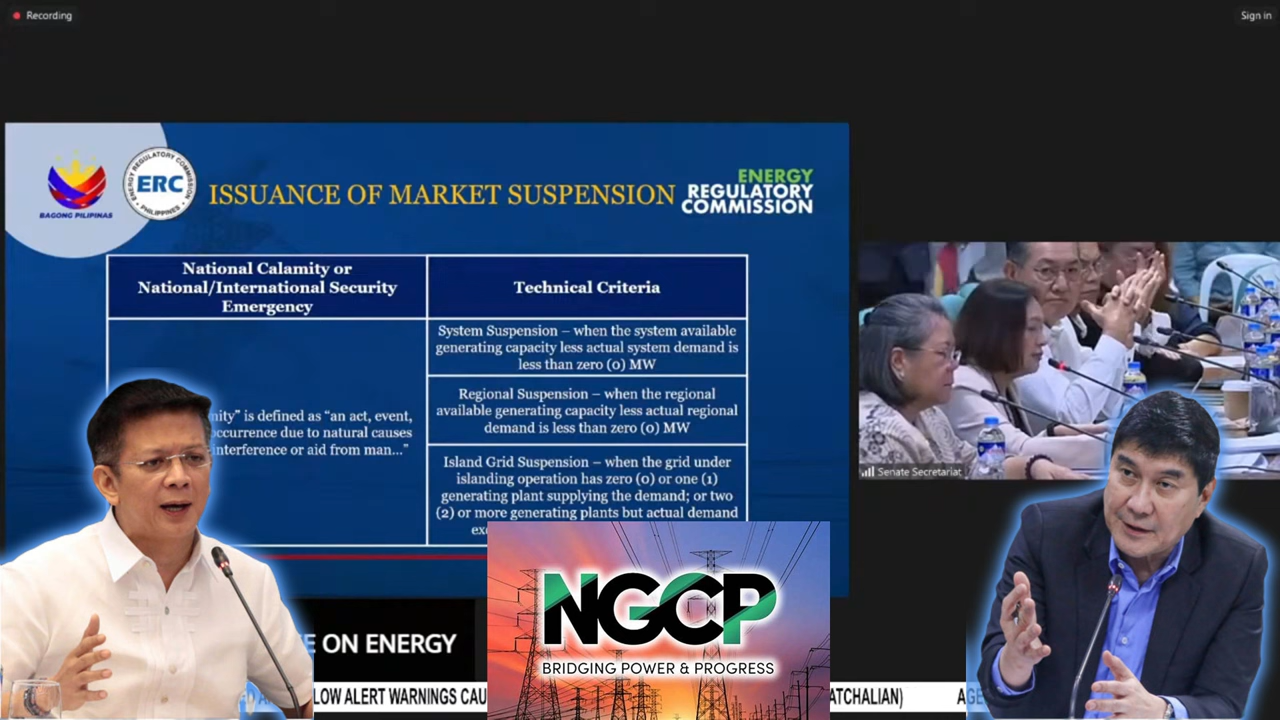 Recording
Sign in
BAGONG PILIPINAS
ENERGY REGULATORY COMMISSION
ERC
PHILIPPINES
ISSUANCE OF MARKET SUSPENSION
ENERGY
REGULATORY
COMMISSION
National Calamity or
National/International Security
Emergency
Technical Criteria
System Suspension – when the system available
generating capacity less actual system demand is
less than zero (0) MW
Regional Suspension – when the regional
available generating capacity less actual regional
demand is less than zero (0) MW
Island Grid Suspension – when the grid under
islanding operation has zero (0) or one (1)
generating plant supplying the demand; or two
(2) or more generating plants but actual demand
is defined as “an act, event,
occurrence due to natural causes
interference or aid from man...”
Senate Secretariat
NGCP
BRIDGING POWER & PROGRESS
ON ENERGY
LOW ALERT WARNINGS